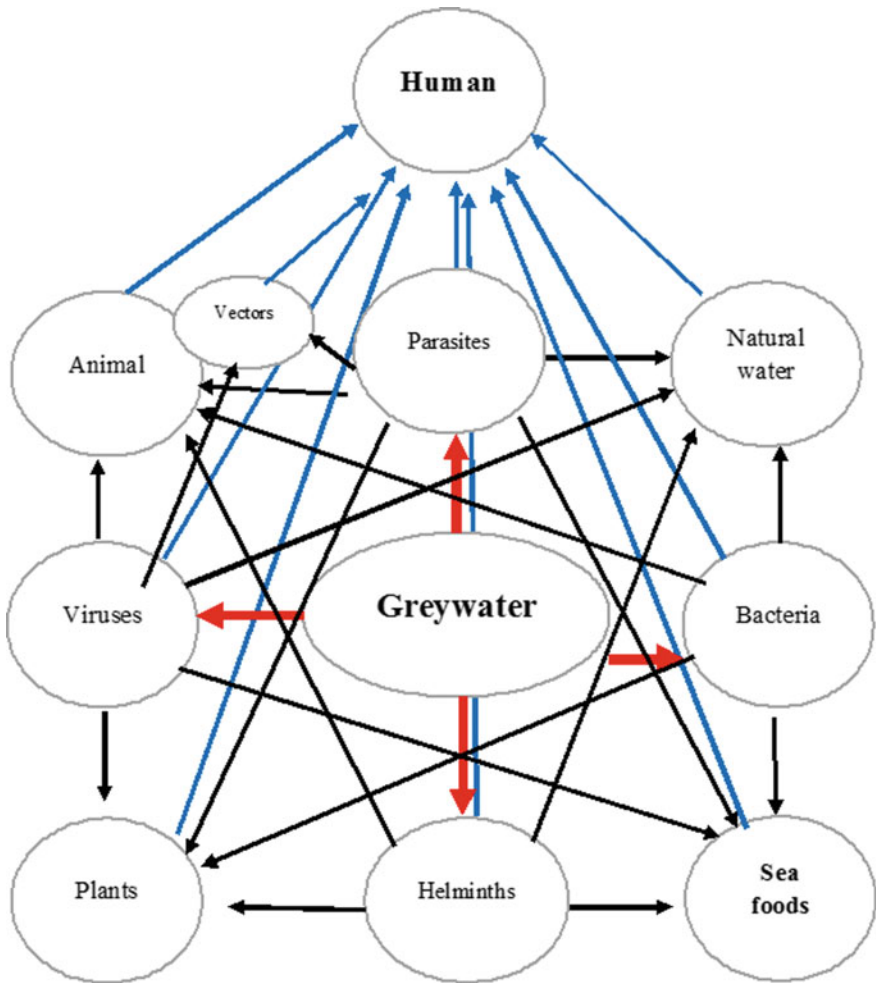 Human
Vectors
Animal
Parasites
Natural
water
Viruses
Greywater
Bacteria
Plants
Helminths
Sea
foods